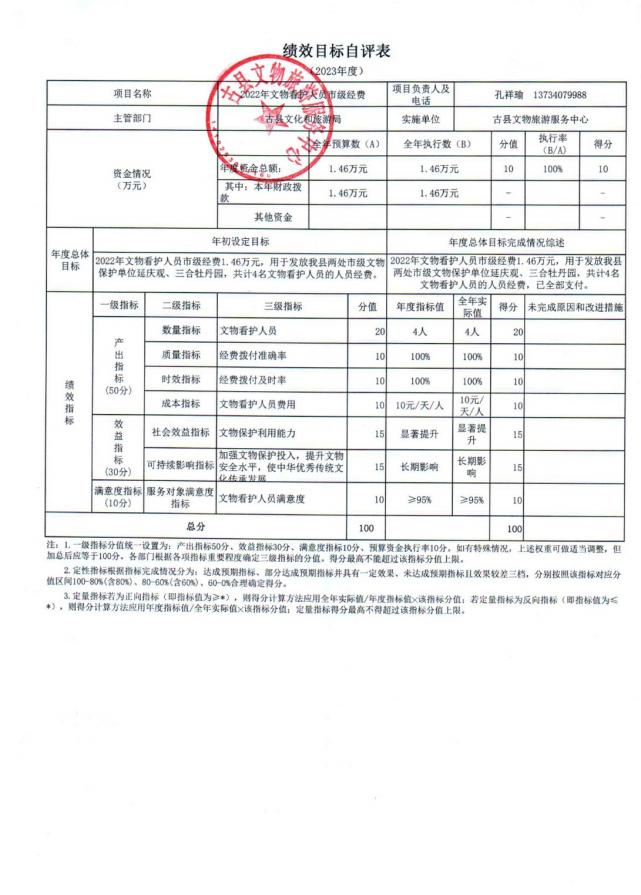 绩效目标自评表
（2023年度）
项目名称 2022年文物看护人员市级经费 项目负责人及电话 孔祥瑜 13734079988
主管部门 古县文化和旅游局 实施单位 古县文物旅游服务中心
资金情况（万元） 全年预算数（A） 全年执行数（B） 分值 执行率（B/A） 得分
年度资金总额： 1.46万元 1.46万元 10 100% 10
其中：本年财政拨款 1.46万元 1.46万元 - -
其他资金 - -
年度总体目标 年初设定目标 年度总体目标完成情况综述
2022年文物看护人员市级经费1.46万元，用于发放我县两处市级文物保护单位延庆观、三合牡丹园，共计4名文物看护人员的人员经费。 2022年文物看护人员市级经费1.46万元，用于发放我县两处市级文物保护单位延庆观、三合牡丹园，共计4名文物看护人员的人员经费，已全部支付。
绩效指标 一级指标 二级指标 三级指标 分值 年度指标值 全年实际值 得分 未完成原因和改进措施
产出指标（50分） 数量指标 文物看护人员 20 4人 4人 20
质量指标 经费拨付准确率 10 100% 100% 10
时效指标 经费拨付及时率 10 100% 100% 10
成本指标 文物看护人员费用 10 10元/天/人 10元/天/人 10
效益指标（30分） 社会效益指标 文物保护利用能力 15 显著提升 显著提升 15
可持续影响指标 加强文物保护投入，提升文物安全水平，使中华优秀传统文化传承发展 15 长期影响 长期影响 15
满意度指标（10分） 服务对象满意度指标 文物看护人员满意度 10 ≥95% ≥95% 10
总分 100 100
注：1.一级指标分值统一设置为：产出指标50分、效益指标30分、满意度指标10分、预算资金执行率10分。如有特殊情况，上述权重可做适当调整，但
加总后应等于100分，各部门根据各项指标重要程度确定三级指标的分值。得分最高不能超过该指标分值上限。
2.定性指标根据指标完成情况分为：达成预期指标、部分达成预期指标并具有一定效果、未达成预期指标且效果较差三档，分别按照该指标对应分
值区间100-80%(含80%)、80-60%(含60%)、60-0%合理确定得分。
3.定量指标若为正向指标（即指标值为≥*），则得分计算方法应用全年实际值/年度指标值×该指标分值；若定量指标为反向指标（即指标值为≤
*），则得分计算方法应用年度指标值/全年实际值×该指标分值；定量指标得分最高不得超过该指标分值上限。
古县文物旅游服务中心